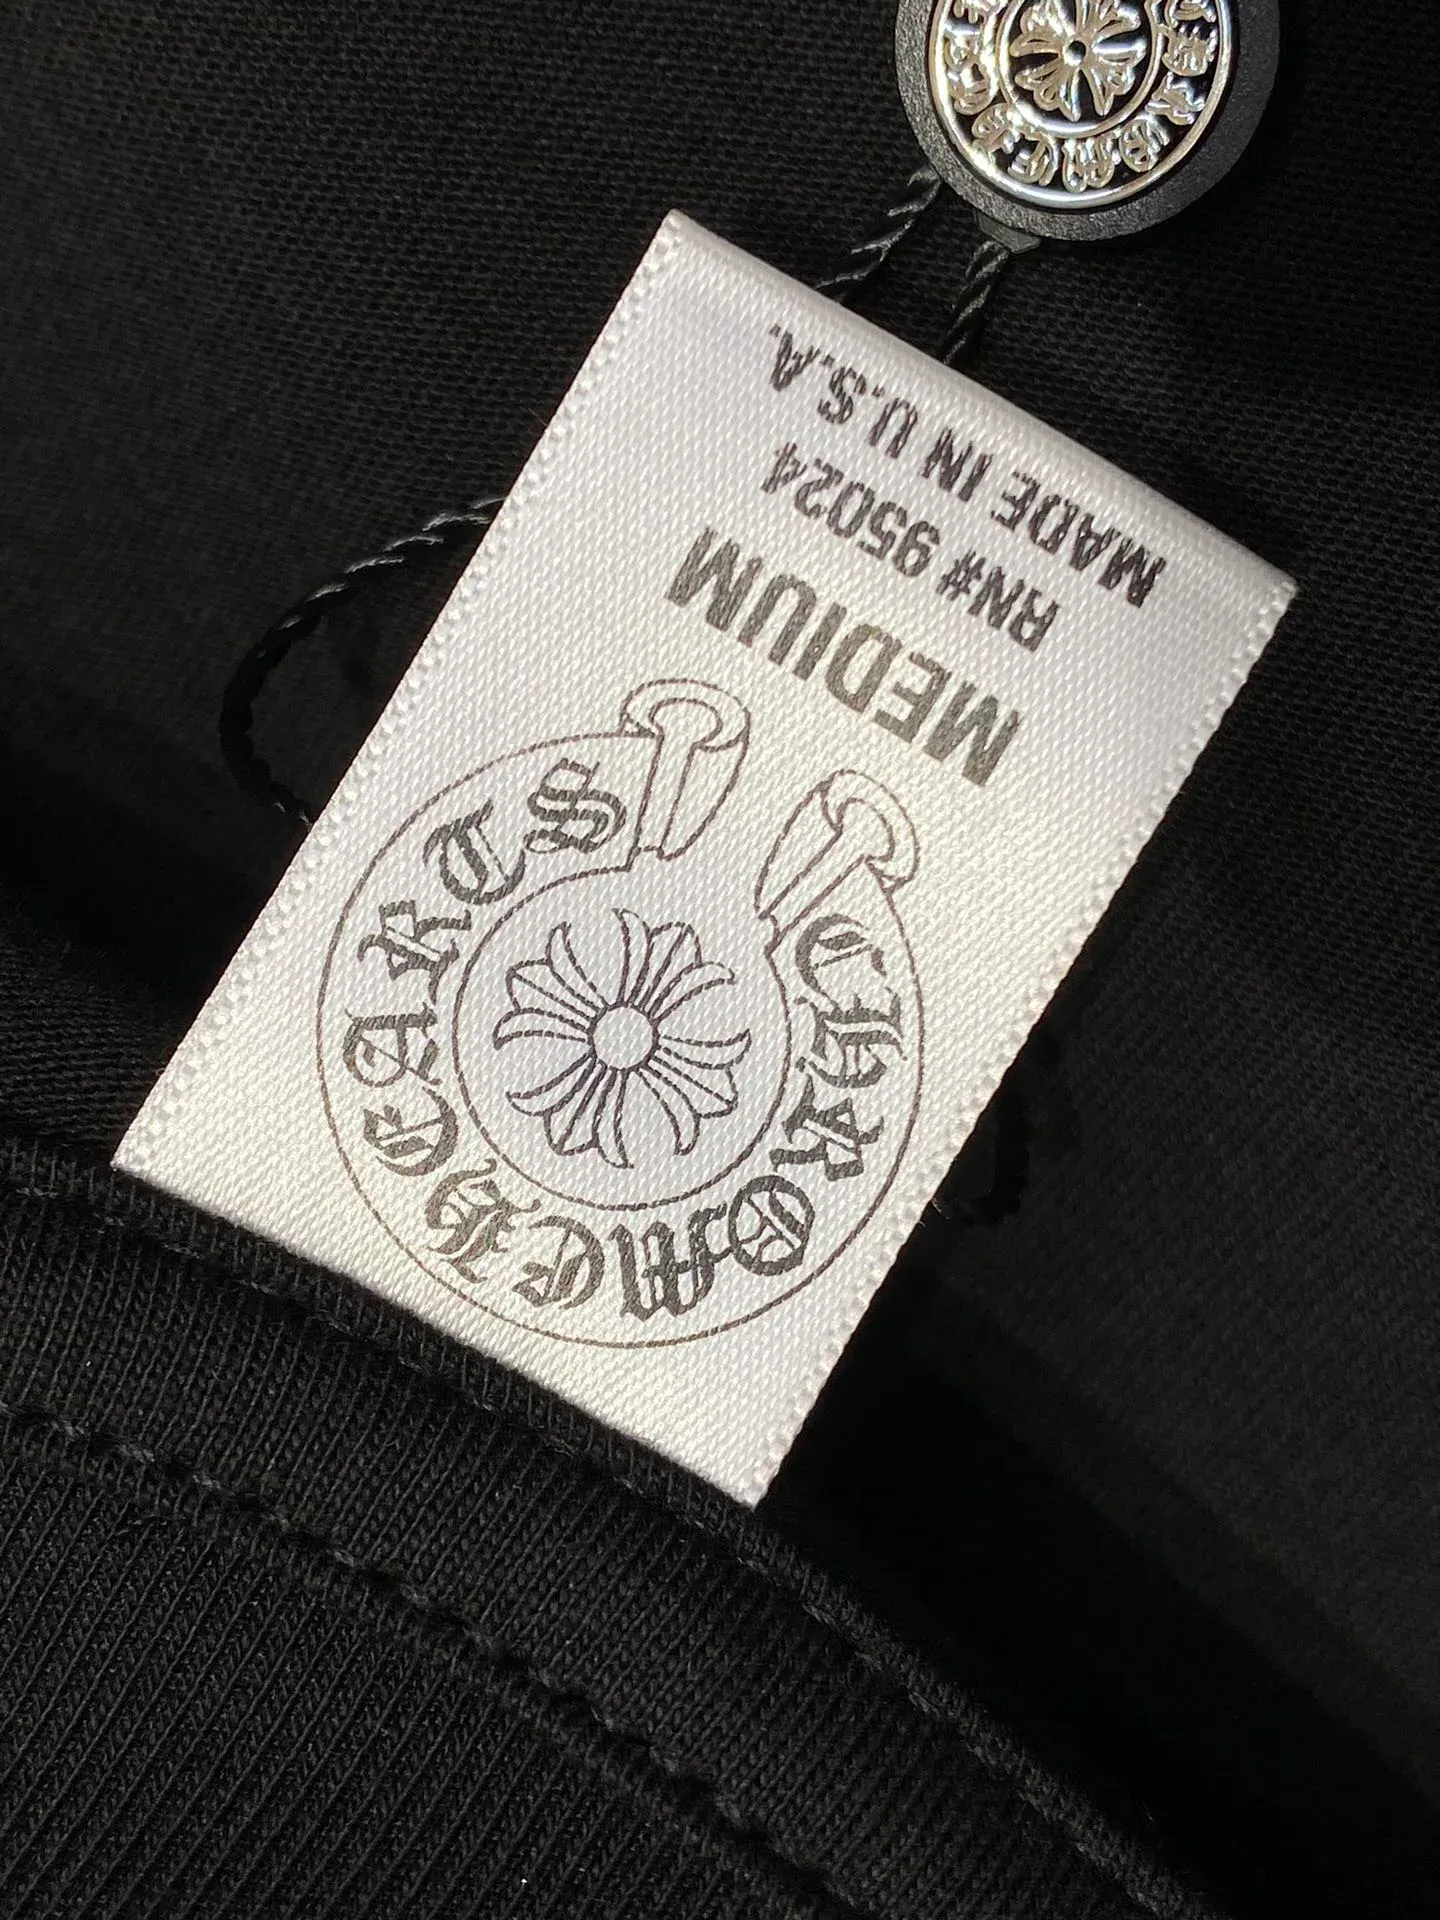 CHROME HEARTS
MEDIUM
RN# 95024
MADE IN U.S.A.